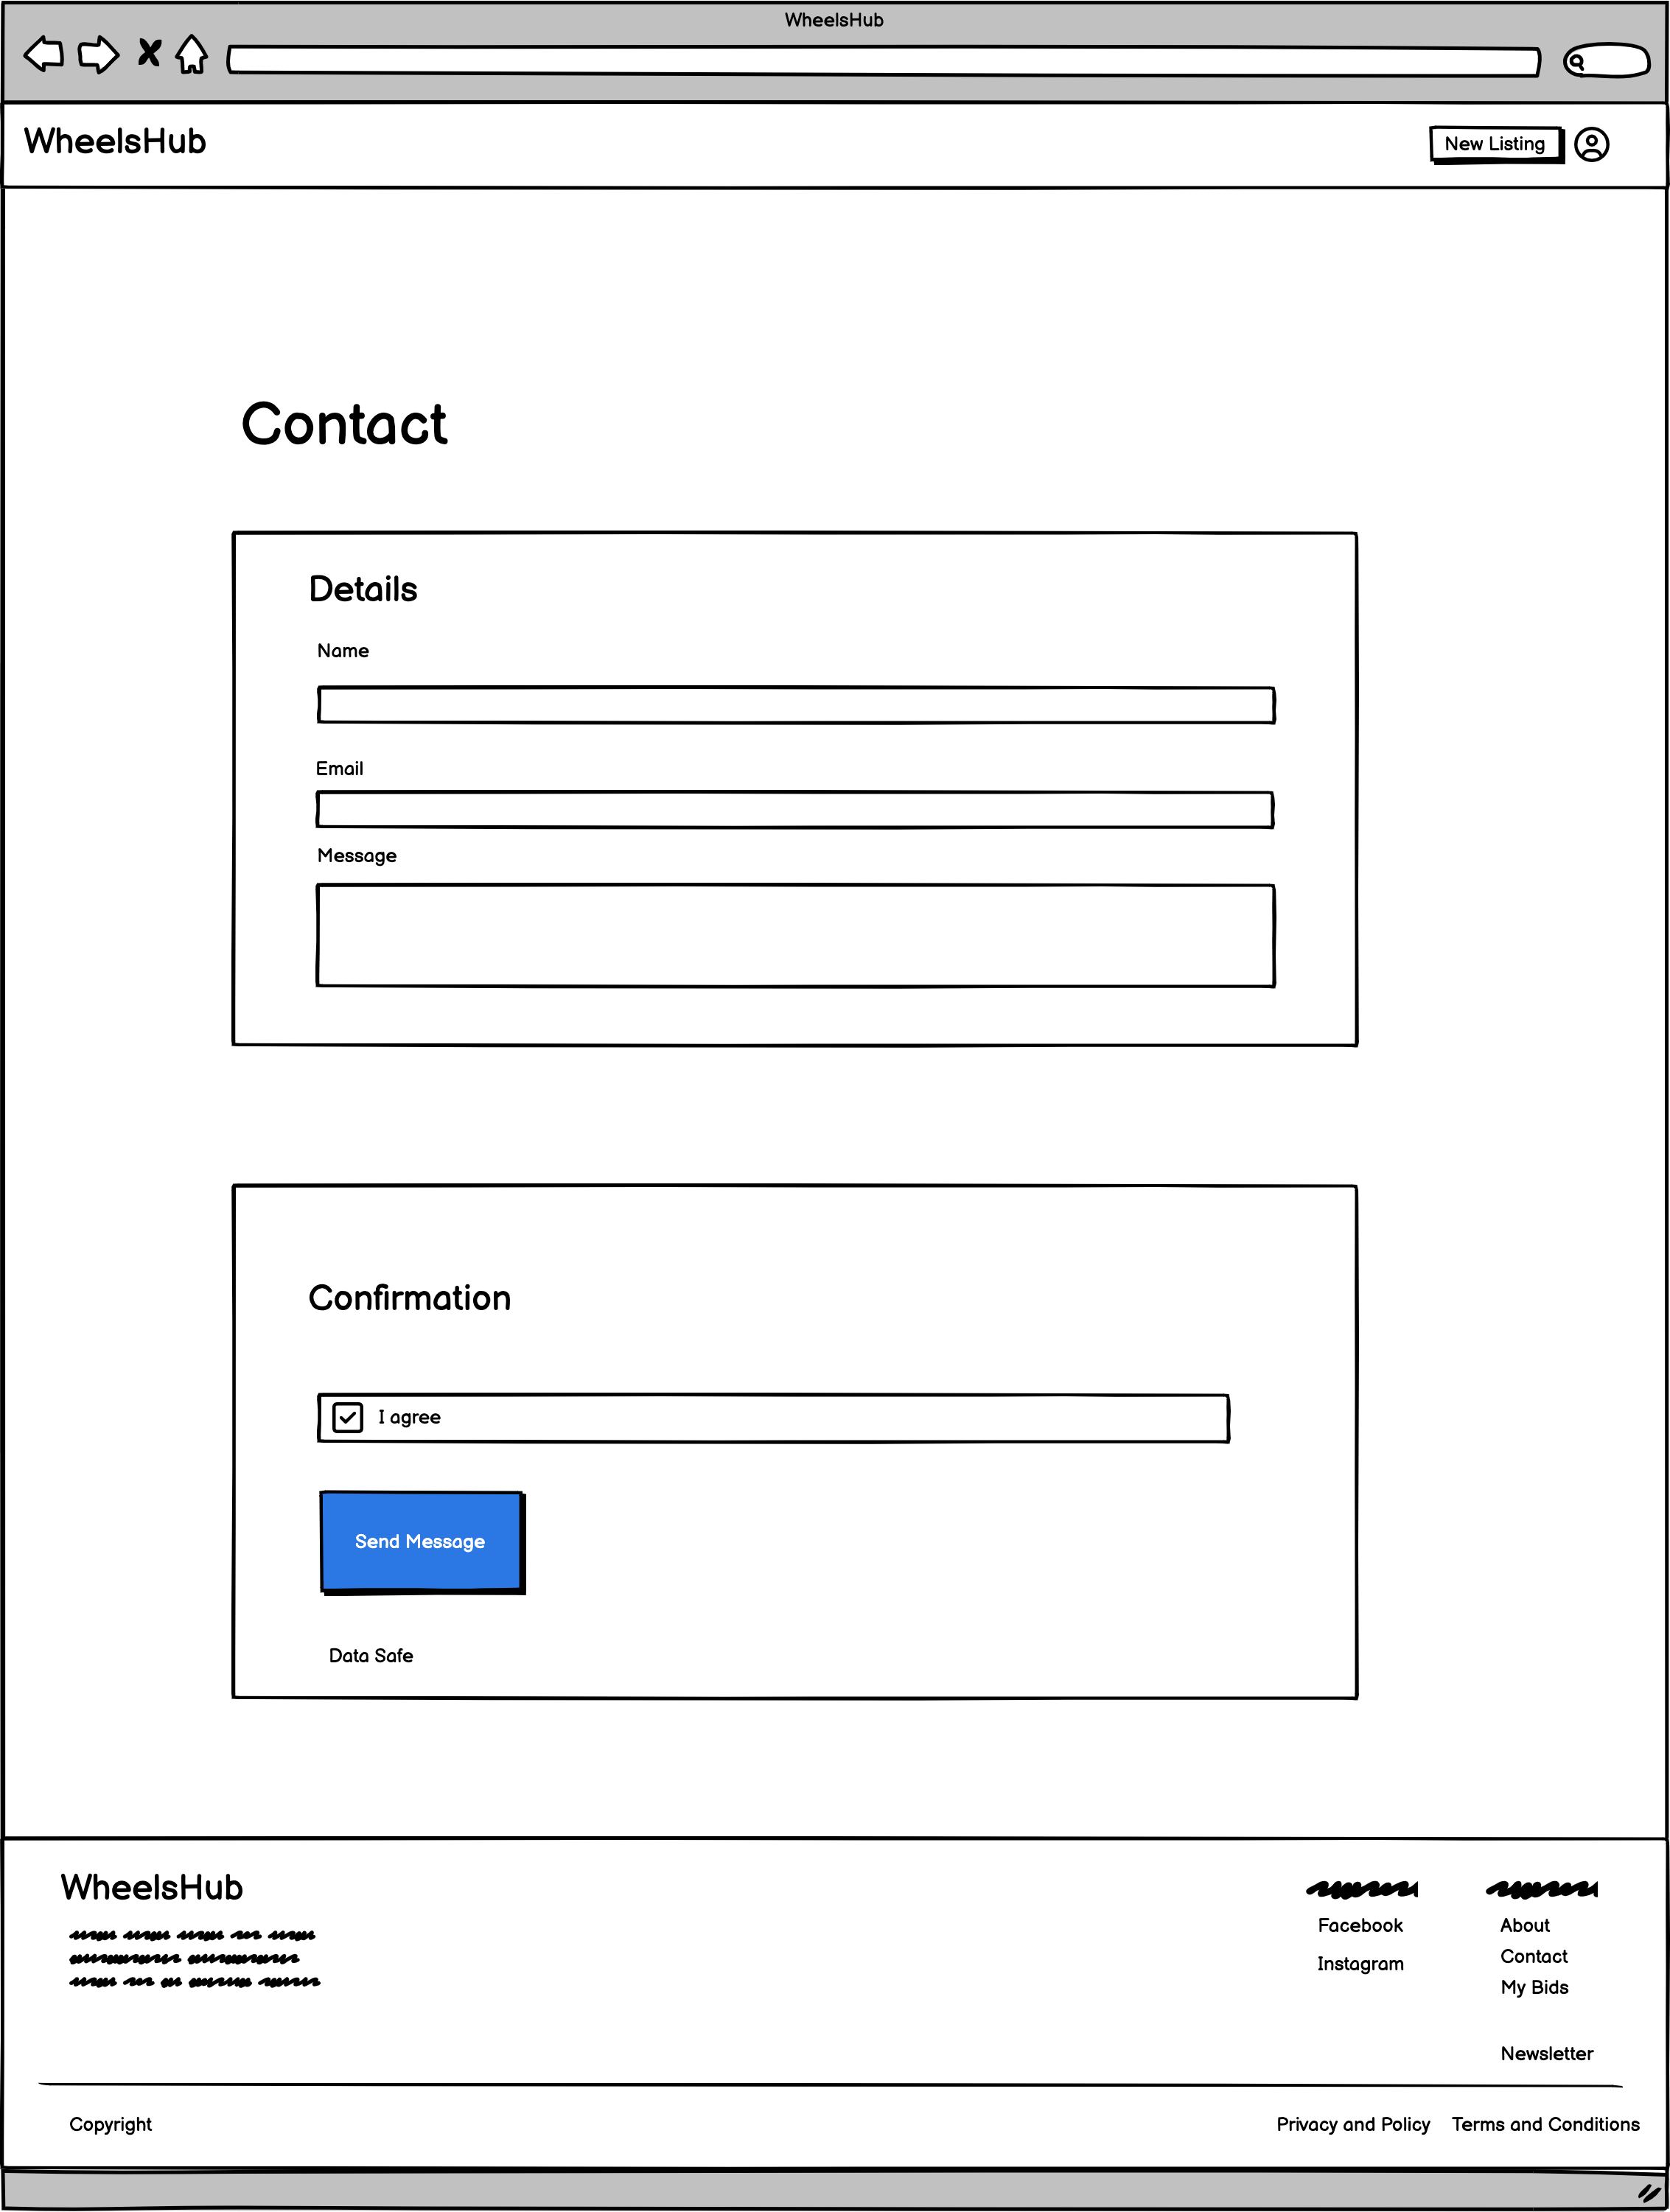 WheelsHub
WheelsHub
New Listing
Contact
Details
Name
Email
Message
Confirmation
I agree
Send Message
Data Safe
WheelsHub
Facebook
Instagram
About
Contact
My Bids
Newsletter
Copyright
Privacy and Policy
Terms and Conditions